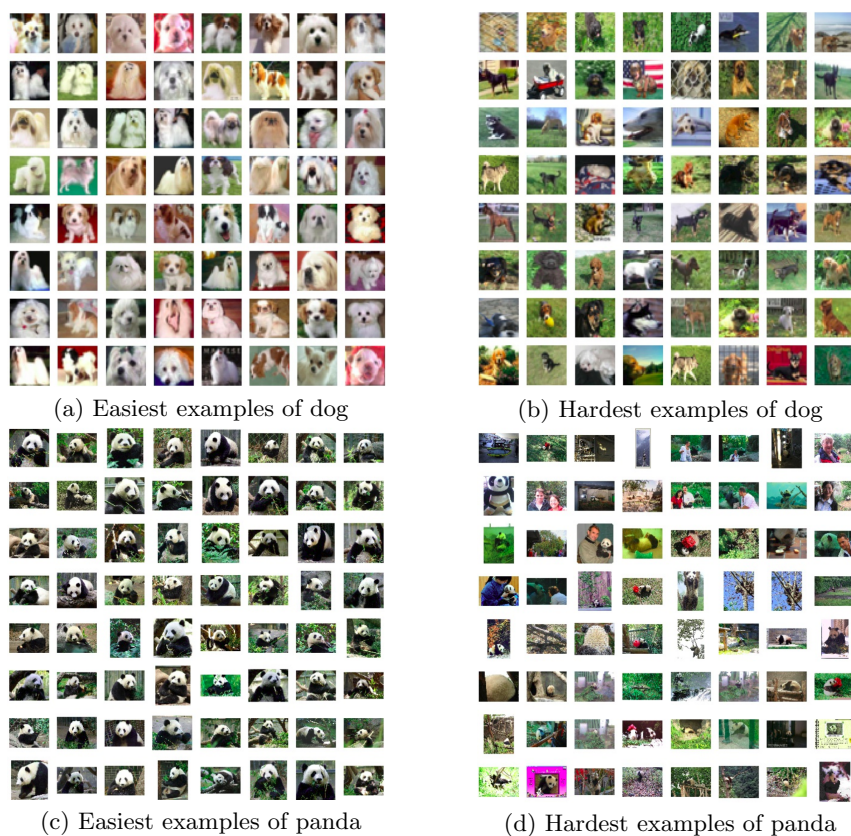 (a) Easiest examples of dog
(b) Hardest examples of dog
(c) Easiest examples of panda
(d) Hardest examples of panda